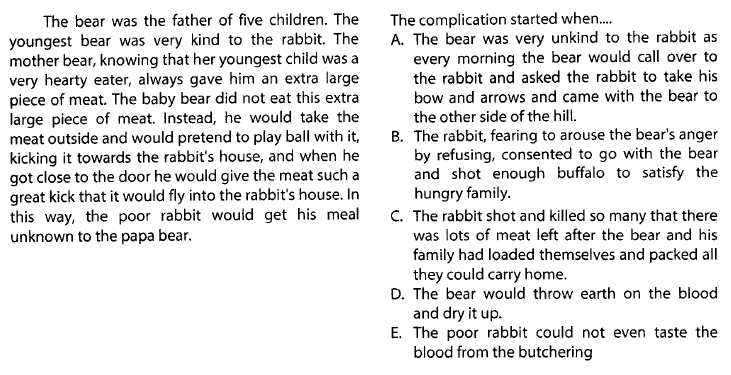 The bear was the father of five children. The
youngest bear was very kind to the rabbit. The
mother bear, knowing that her youngest child was a
very hearty eater, always gave him an extra large
piece of meat. The baby bear did not eat this extra
large piece of meat. Instead, he would take the
meat outside and would pretend to play ball with it,
kicking it towards the rabbit's house, and when he
got close to the door he would give the meat such a
great kick that it would fly into the rabbit's house. In
this way, the poor rabbit would get his meal
unknown to the papa bear.
The complication started when....
A. The bear was very unkind to the rabbit as
every morning the bear would call over to
the rabbit and asked the rabbit to take his
bow and arrows and came with the bear to
the other side of the hill.
B. The rabbit, fearing to arouse the bear's anger
by refusing, consented to go with the bear
and shot enough buffalo to satisfy the
hungry family.
C. The rabbit shot and killed so many that there
was lots of meat left after the bear and his
family had loaded themselves and packed all
they could carry home.
D. The bear would throw earth on the blood
and dry it up.
E. The poor rabbit could not even taste the
blood from the butchering